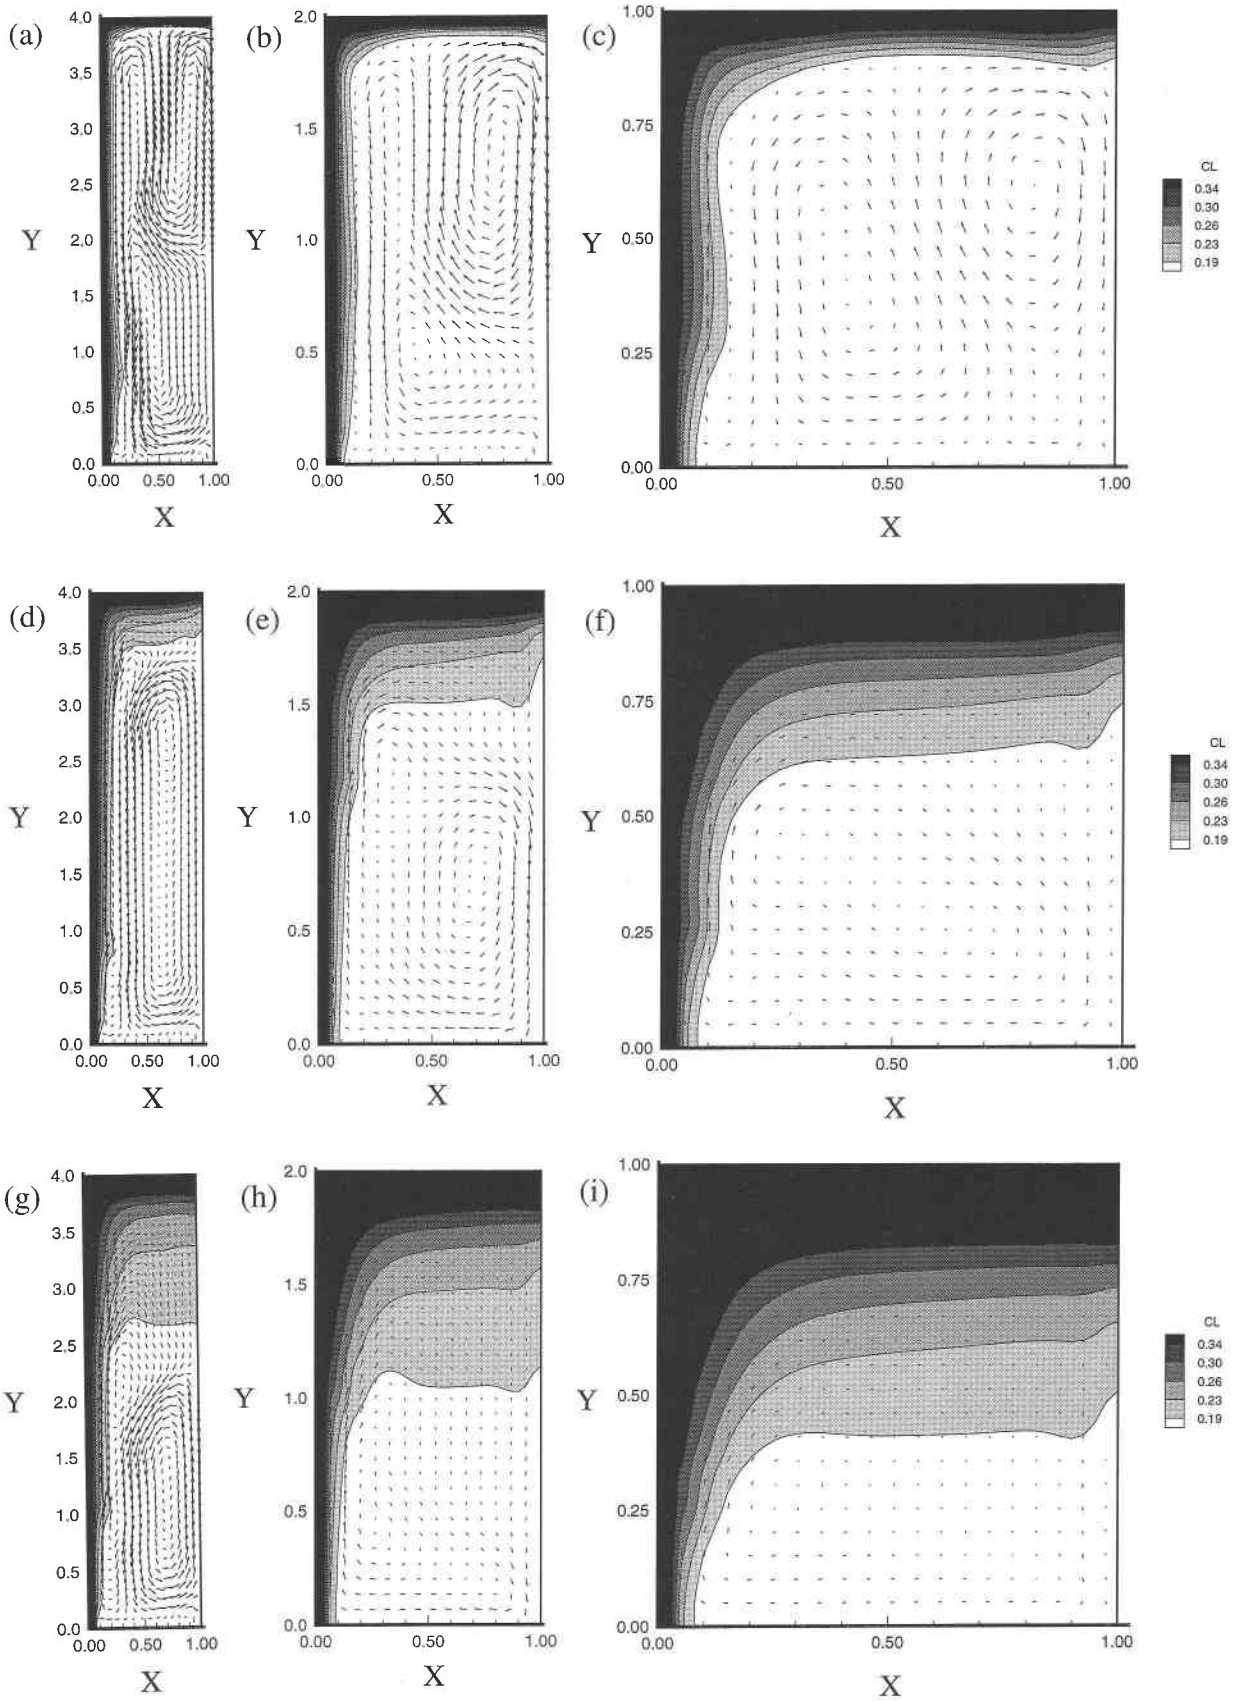 (a)
4.0
3.5
3.0
2.5
2.0
1.5
1.0
0.5
0.0
Y
0.00 0.50 1.00
X
(b)
2.0
1.5
1.0
0.5
0.0
Y
0.00 0.50 1.00
X
(c)
1.00
0.75
0.50
0.25
0.00
Y
0.00 0.50 1.00
X
CL
0.34
0.30
0.26
0.23
0.19
(d)
4.0
3.5
3.0
2.5
2.0
1.5
1.0
0.5
0.0
Y
0.00 0.50 1.00
X
(e)
2.0
1.5
1.0
0.5
0.0
Y
0.00 0.50 1.00
X
(f)
1.00
0.75
0.50
0.25
0.00
Y
0.00 0.50 1.00
X
CL
0.34
0.30
0.26
0.23
0.19
(g)
4.0
3.5
3.0
2.5
2.0
1.5
1.0
0.5
0.0
Y
0.00 0.50 1.00
X
(h)
2.0
1.5
1.0
0.5
0.0
Y
0.00 0.50 1.00
X
(i)
1.00
0.75
0.50
0.25
0.00
Y
0.00 0.50 1.00
X
CL
0.34
0.30
0.26
0.23
0.19